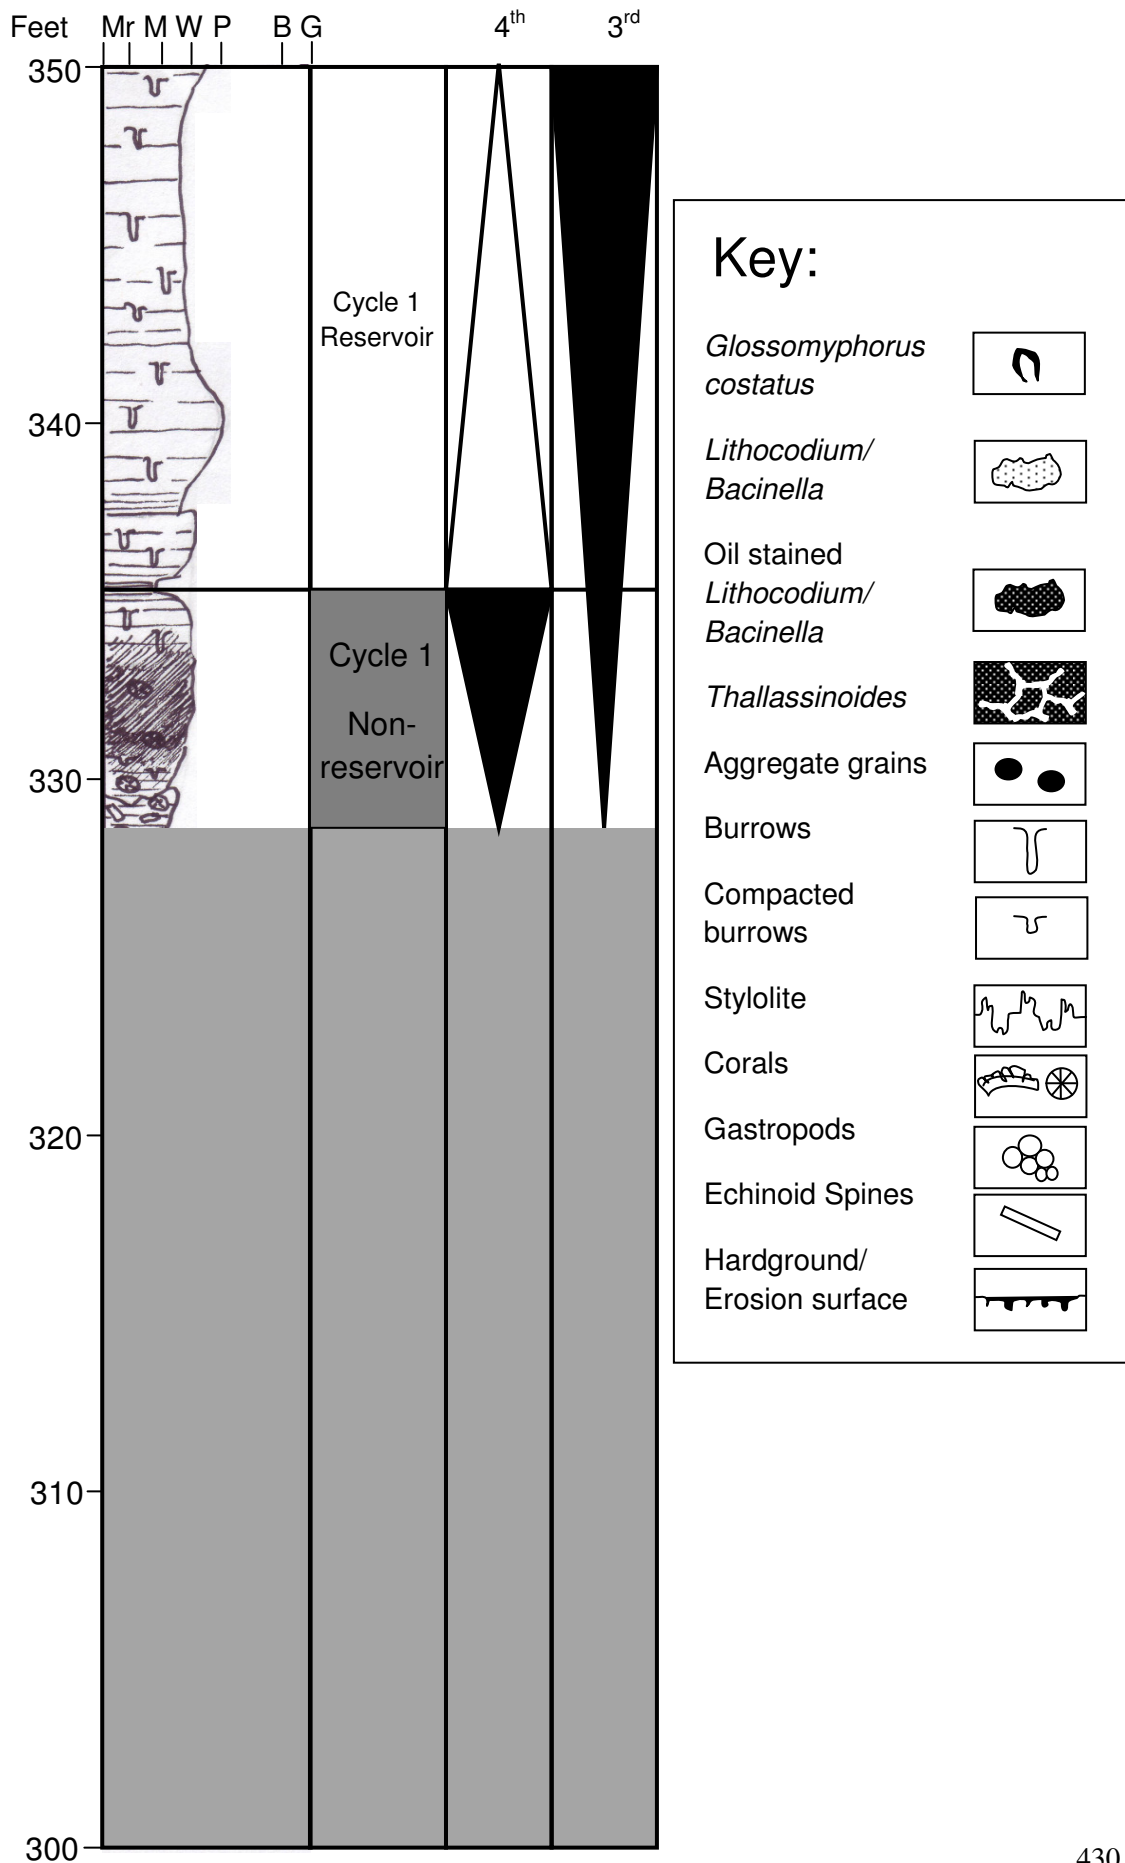 Feet Mr M W P B G 4th 3rd
350
340
330
320
310
300
Cycle 1
Reservoir
Cycle 1
Non-
reservoir
Key:
Glossomyphorus
costatus
Lithocodium/
Bacinella
Oil stained
Lithocodium/
Bacinella
Thallassinoides
Aggregate grains
Burrows
Compacted
burrows
Stylolite
Corals
Gastropods
Echinoid Spines
Hardground/
Erosion surface
430